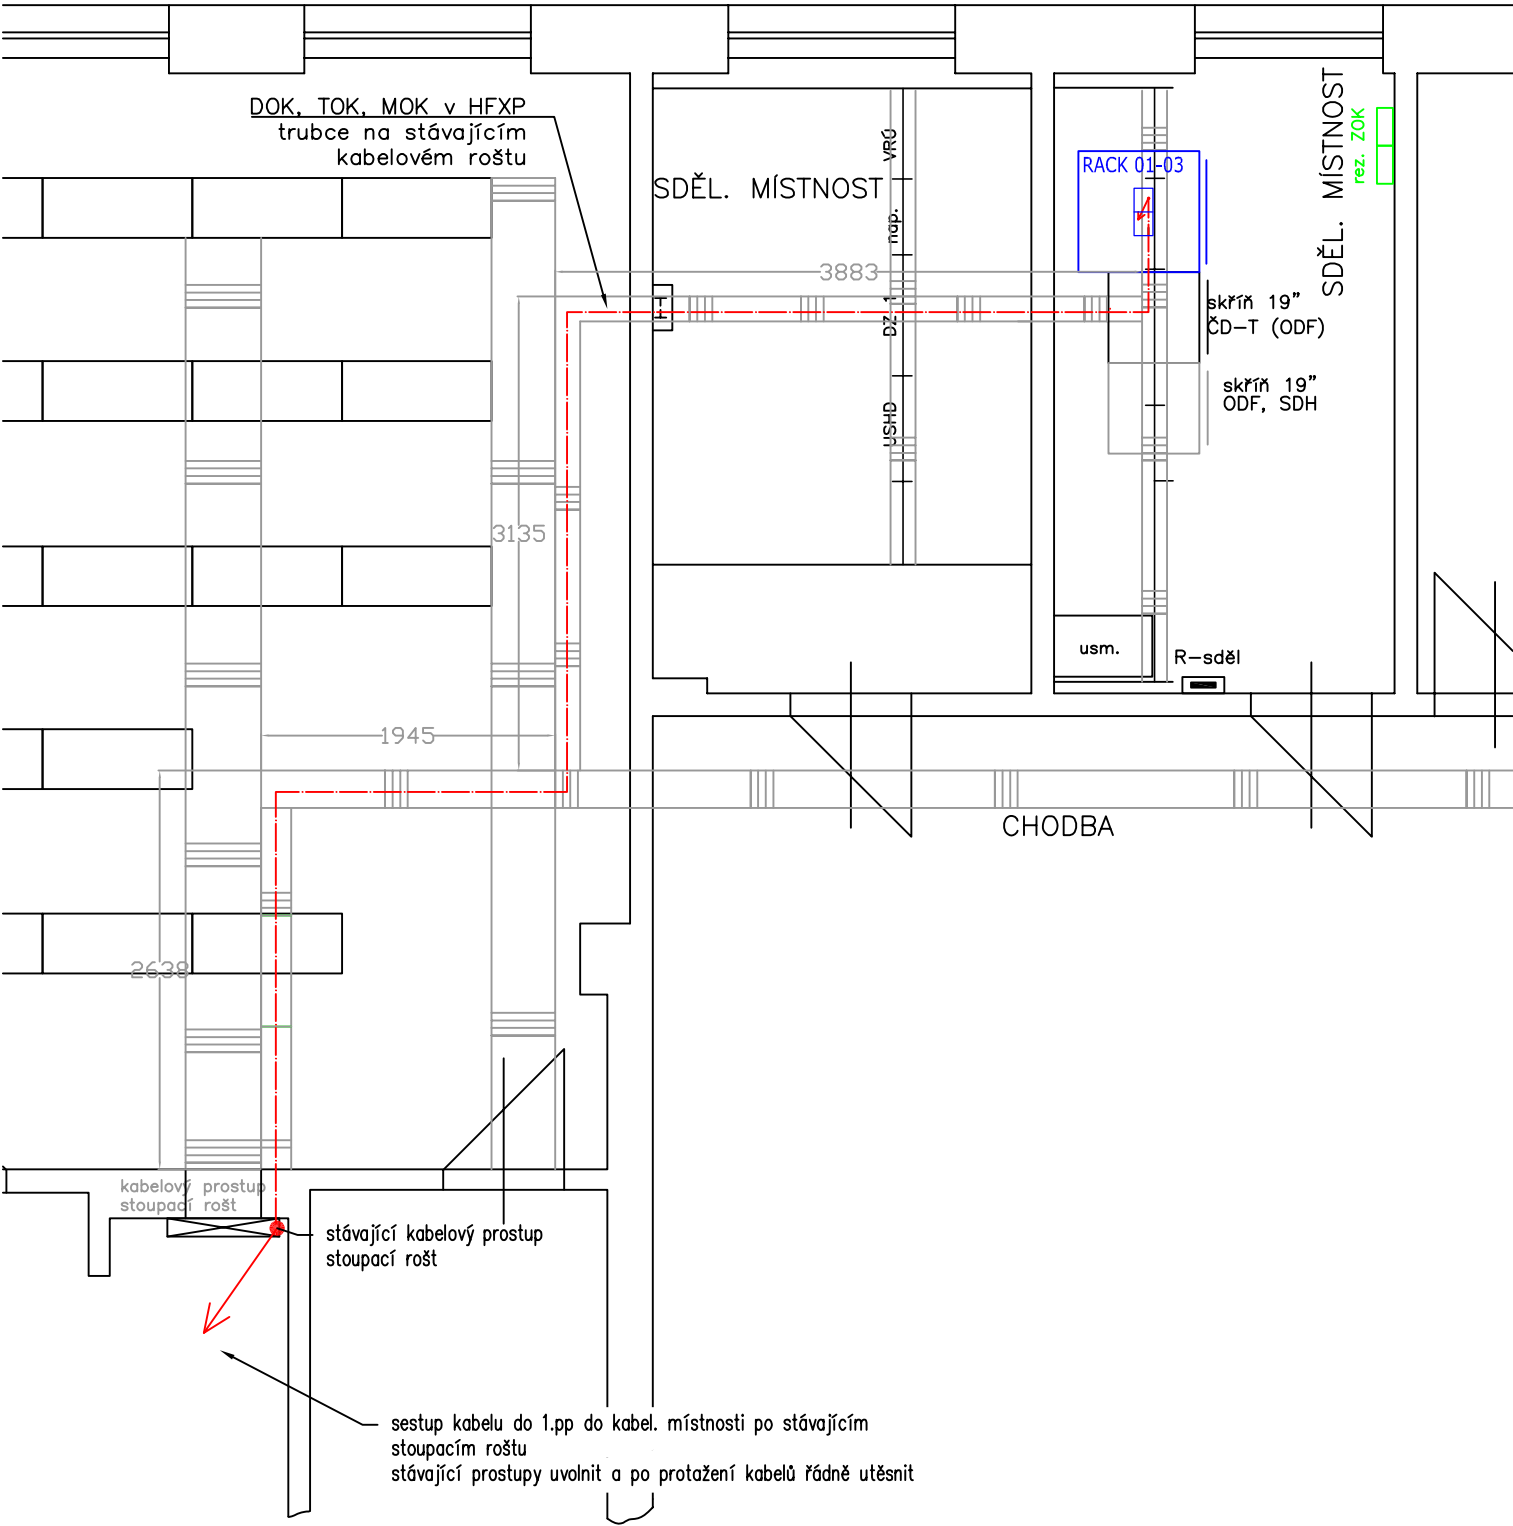 DOK, TOK, MOK v HFXP
trubce na stávajícím
kabelovém roštu
SDĚL. MÍSTNOST
VRÚ
nap.
DZ 1
USHD
RACK 01-03
rez. ZOK
SDĚL. MÍSTNOST
3883
skříň 19"
ČD-T (ODF)
skříň 19"
ODF, SDH
3135
usm.
R-sděl
1945
CHODBA
2638
kabelový prostup
stoupací rošt
stávající kabelový prostup
stoupací rošt
sestup kabelu do 1.pp do kabel. místnosti po stávajícím
stoupacím roštu
stávající prostupy uvolnit a po protažení kabelů řádně utěsnit